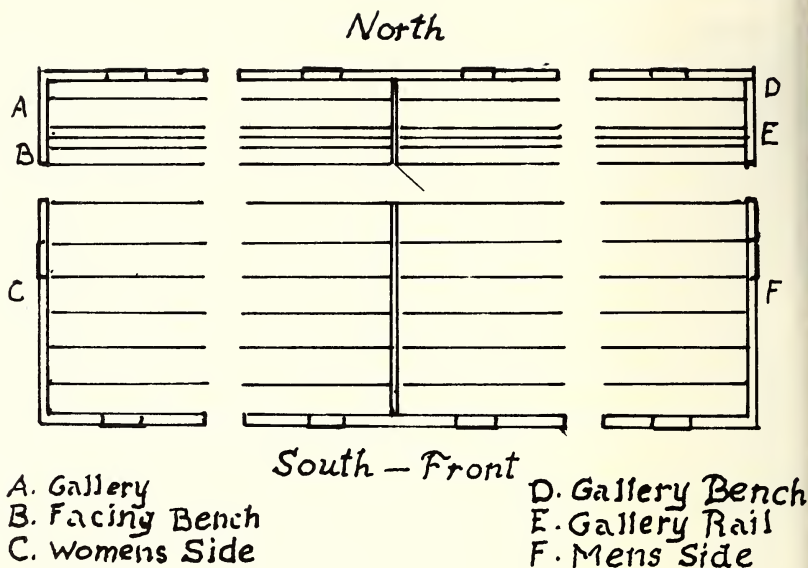 North
A
B
C
D
E
F
South – Front
A. Gallery
B. Facing Bench
C. Womens Side
D. Gallery Bench
E. Gallery Rail
F. Mens Side